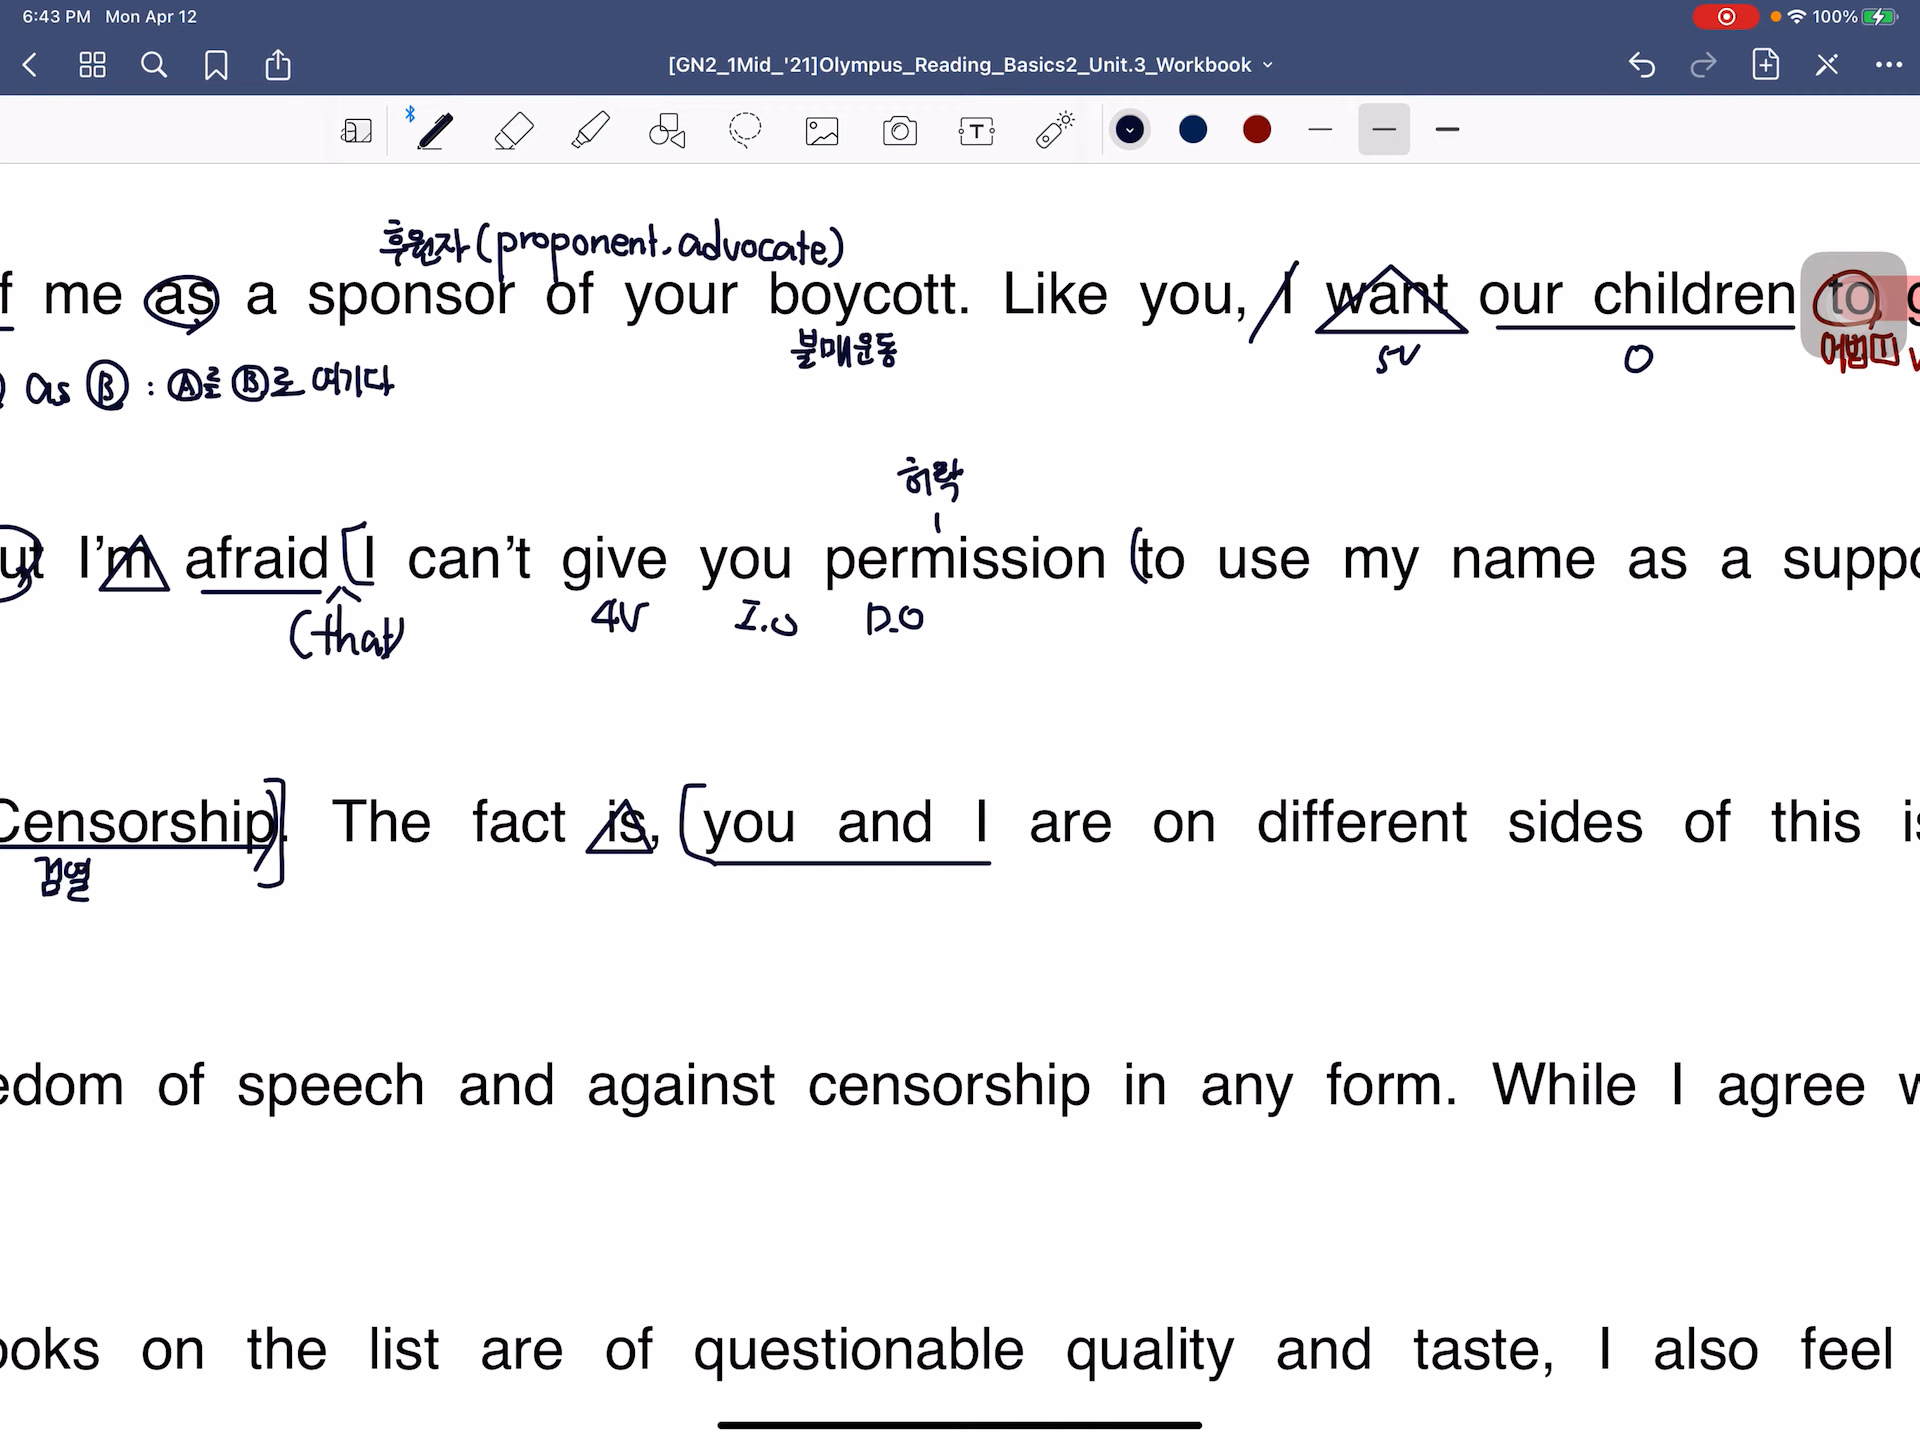 6:43 PM Mon Apr 12
100%
[GN2_1Mid_'21]Olympus_Reading_Basics2_Unit.3_Workbook
후원자 (proponent. advocate)
f me as a sponsor of your boycott. Like you, I want our children to g
불매운동 5V O 어법①
as Ⓑ : Ⓐ를 Ⓑ로 여기다
허락
ut I'm afraid I can't give you permission (to use my name as a suppo
(that) 4V I.O D.O
Censorship)]. The fact is, [you and I are on different sides of this is
검열
edom of speech and against censorship in any form. While I agree w
ooks on the list are of questionable quality and taste, I also feel